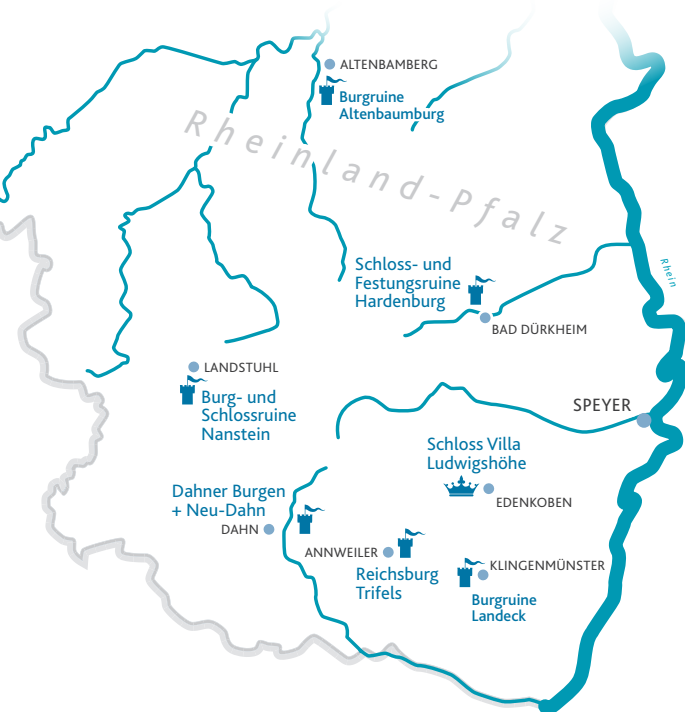 ALTENBAMBERG
Burgruine
Altenbaumburg
Rheinland-Pfalz
Schloss- und
Festungsruine
Hardenburg
Rhein
BAD DÜRKHEIM
LANDSTUHL
Burg- und
Schlossruine
Nanstein
SPEYER
Schloss Villa
Ludwigshöhe
EDENKOBEN
Dahner Burgen
+ Neu-Dahn
DAHN
ANNWEILER
Reichsburg
Trifels
KLINGENMÜNSTER
Burgruine
Landeck